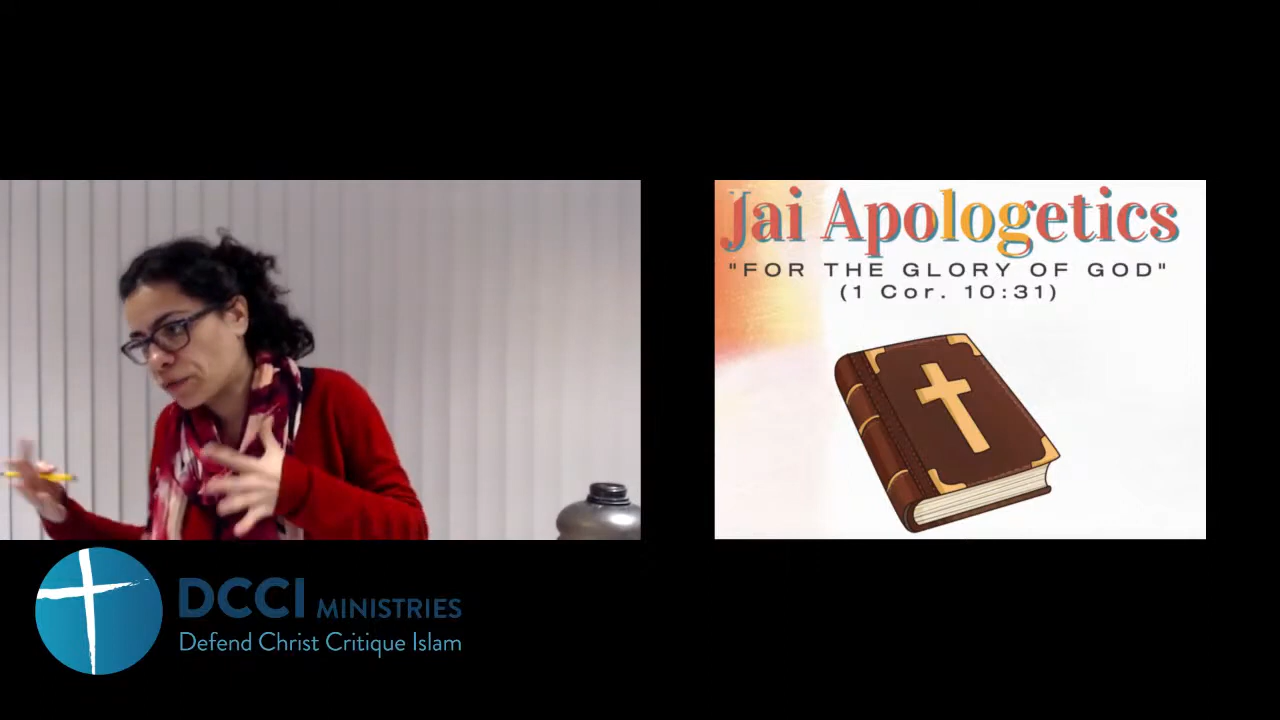 Jai Apologetics
"FOR THE GLORY OF GOD"
(1 Cor. 10:31)
DCCI MINISTRIES
Defend Christ Critique Islam